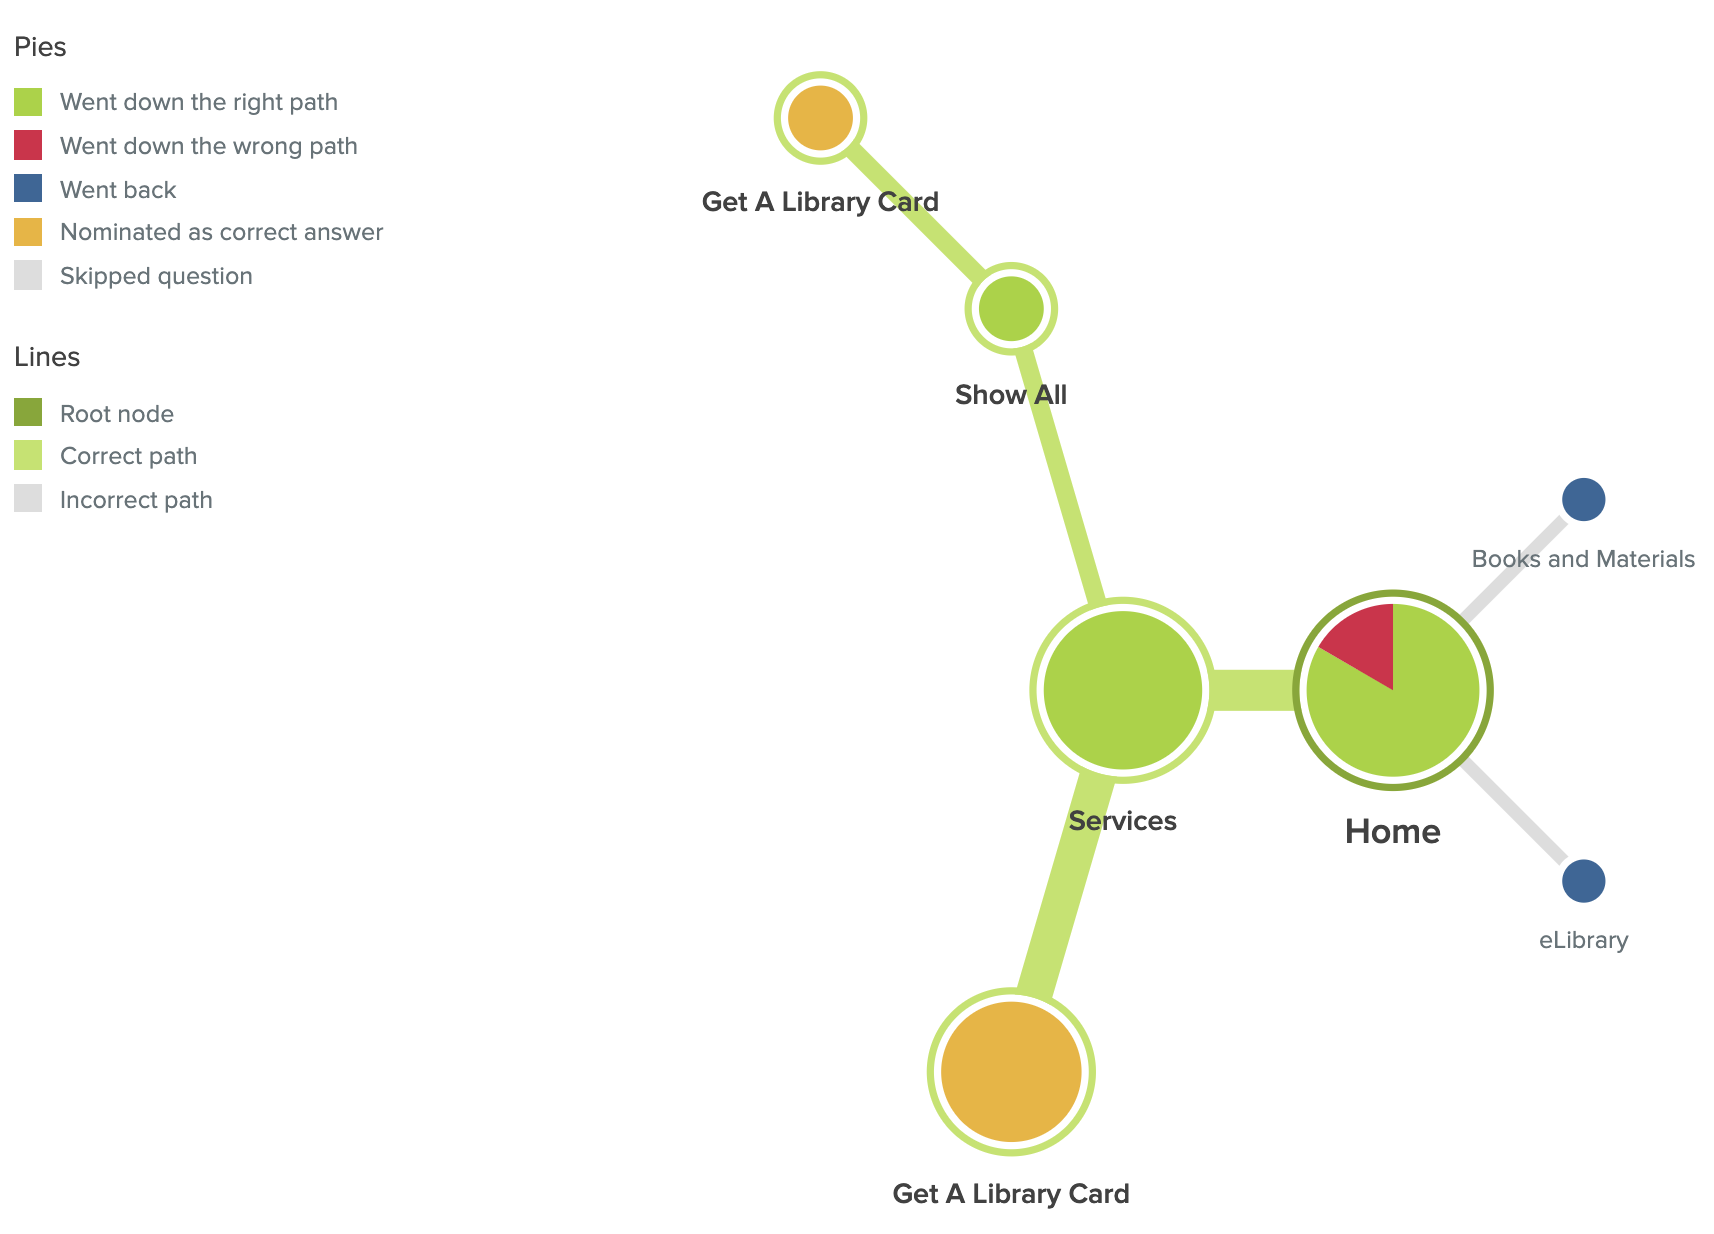 Pies
Went down the right path
Went down the wrong path
Went back
Nominated as correct answer
Skipped question
Lines
Root node
Correct path
Incorrect path
Get A Library Card
Show All
Books and Materials
Services
Home
eLibrary
Get A Library Card